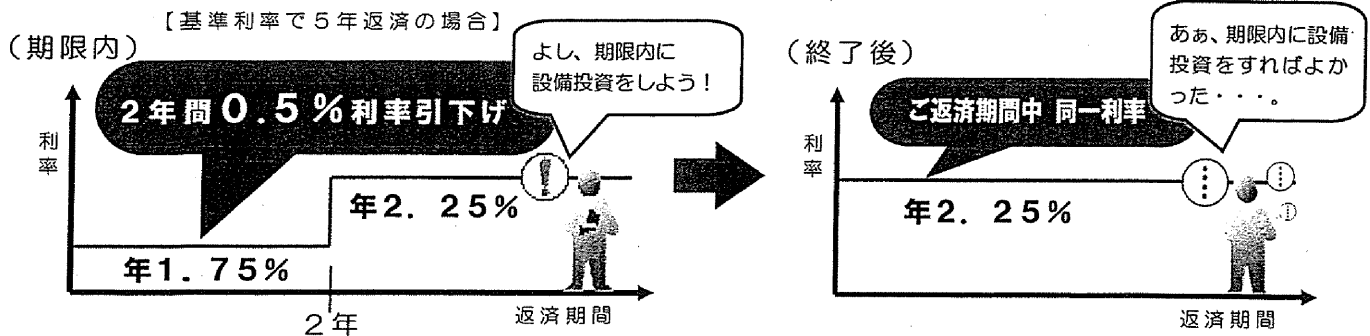 【基準利率で5年返済の場合】
（期限内）
よし、期限内に
設備投資をしよう！
2年間0.5%利率引下げ
利率
年1.75%
年2.25%
2年
返済期間
（終了後）
あぁ、期限内に設備
投資をすればよか
った・・・。
ご返済期間中 同一利率
利率
年2.25%
返済期間